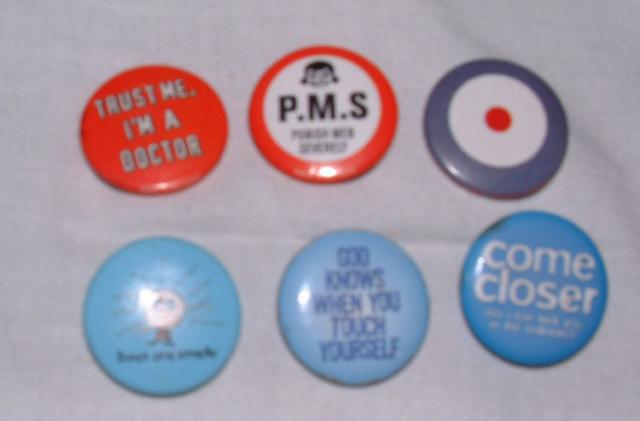 TRUST ME,
I'M A
DOCTOR
P.M.S
PUNISH MEN
SEVERELY
Boys are smelly
GOD
KNOWS
WHEN YOU
TOUCH
YOURSELF
come
closer